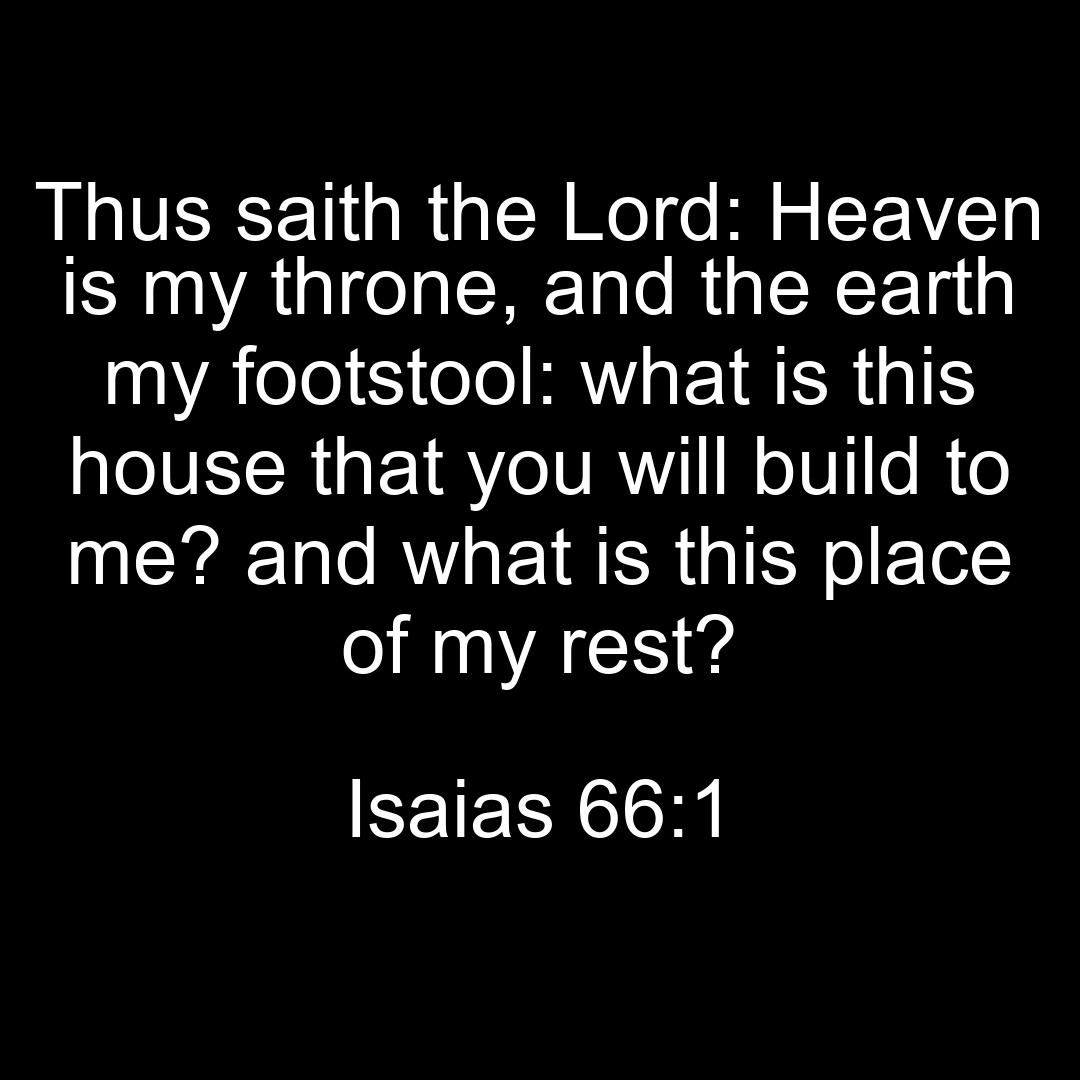 Thus saith the Lord: Heaven
is my throne, and the earth
my footstool: what is this
house that you will build to
me? and what is this place
of my rest?
Isaias 66:1